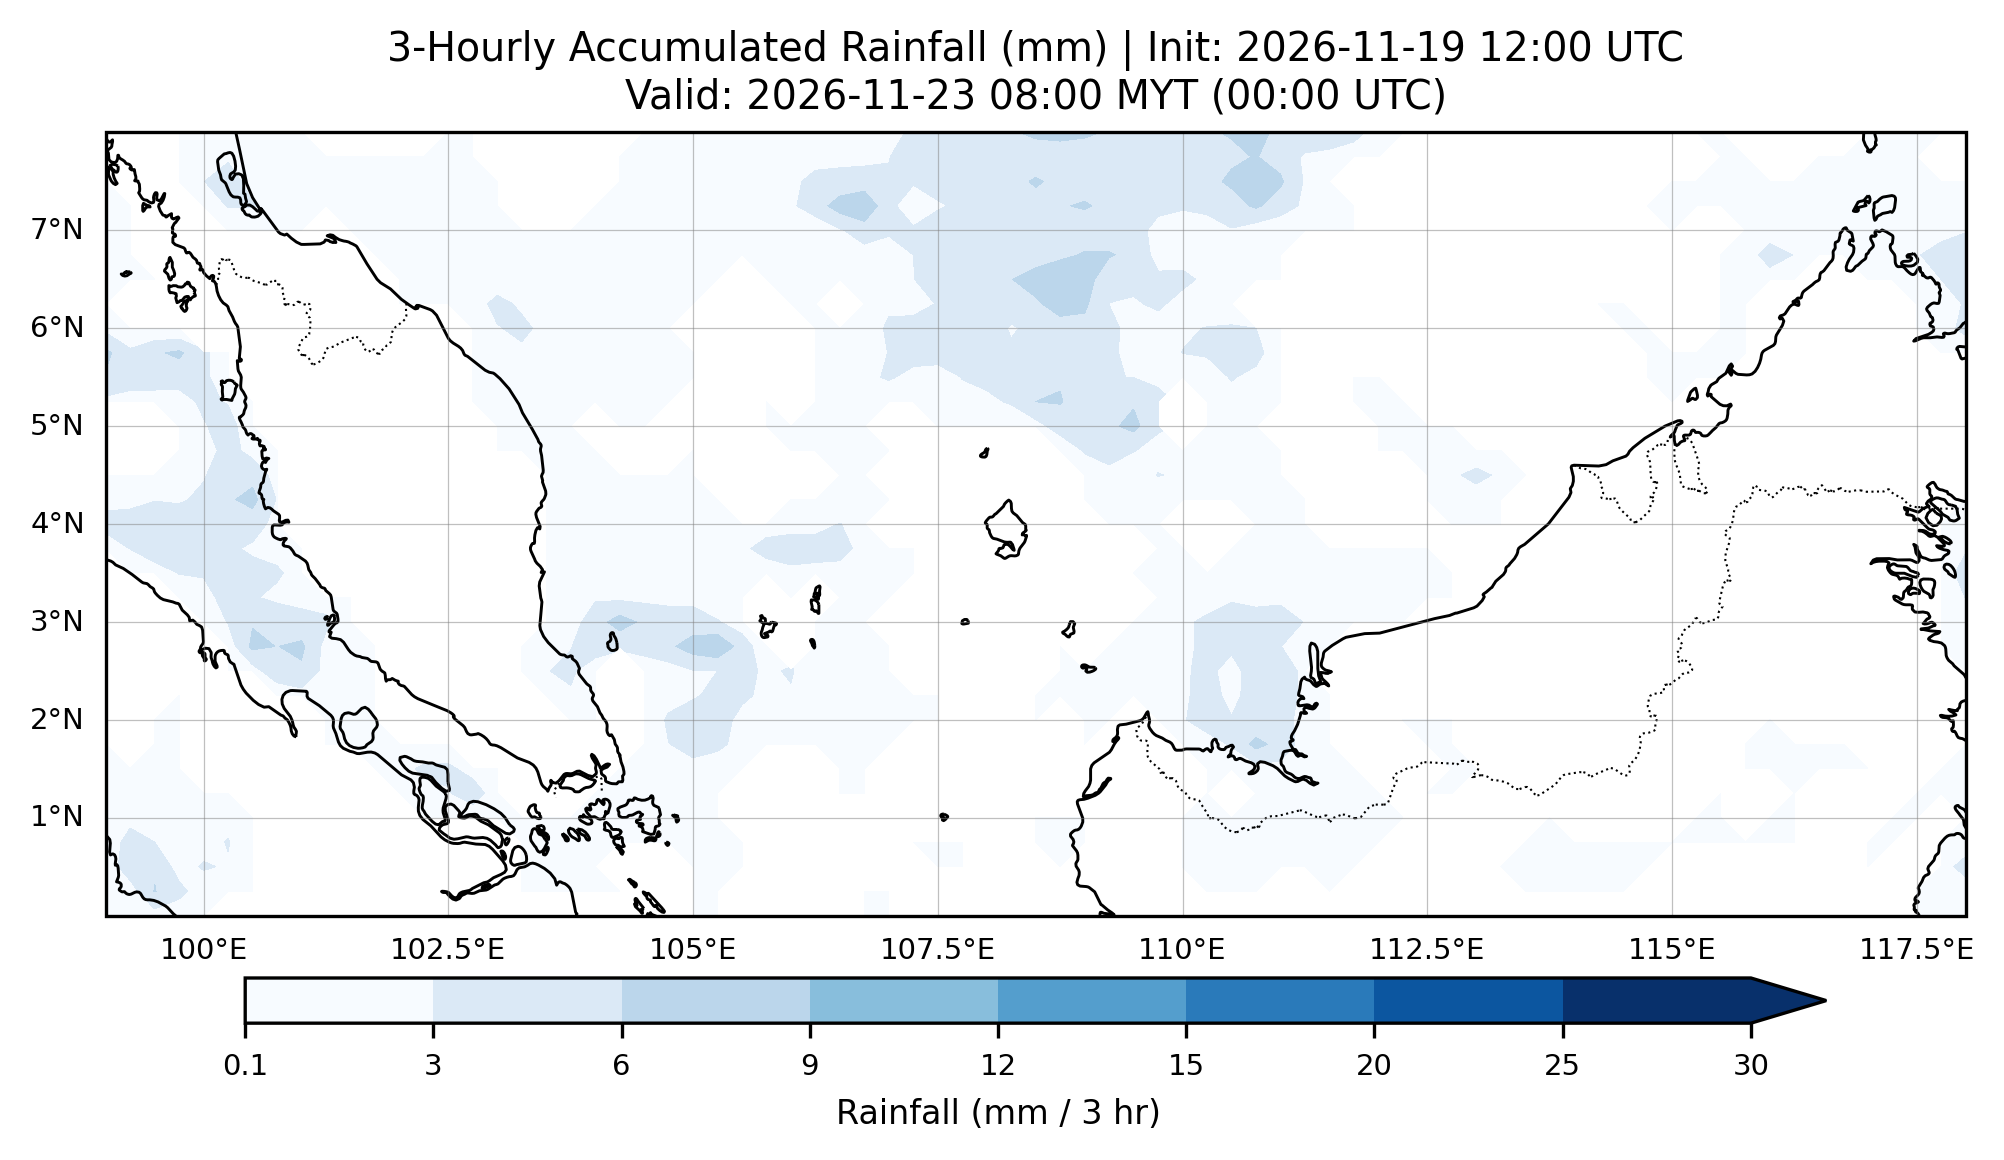 3-Hourly Accumulated Rainfall (mm) | Init: 2026-11-19 12:00 UTC
Valid: 2026-11-23 08:00 MYT (00:00 UTC)
7°N
6°N
5°N
4°N
3°N
2°N
1°N
100°E 102.5°E 105°E 107.5°E 110°E 112.5°E 115°E 117.5°E
0.1 3 6 9 12 15 20 25 30
Rainfall (mm / 3 hr)